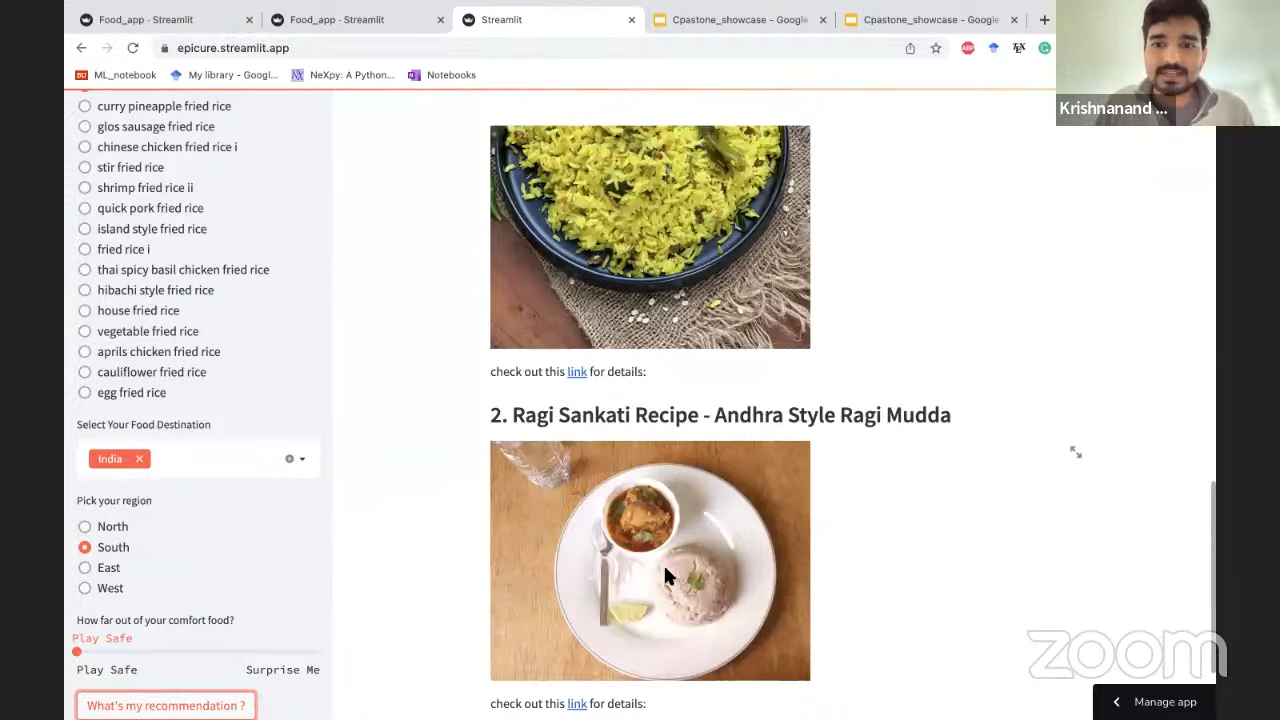 Food_app · Streamlit
Food_app · Streamlit
Streamlit
Cpastone_showcase - Google
Cpastone_showcase - Google
epicure.streamlit.app
ABP
BU
ML_notebook
My library - Googl...
NeXpy: A Python...
Notebooks
Krishnanand ...
curry pineapple fried rice
glos sausage fried rice
chinese chicken fried rice i
stir fried rice
shrimp fried rice ii
quick pork fried rice
island style fried rice
fried rice i
thai spicy basil chicken fried rice
hibachi style fried rice
house fried rice
vegetable fried rice
aprils chicken fried rice
cauliflower fried rice
egg fried rice
Select Your Food Destination
India
Pick your region
North
South
East
West
How far out of your comfort food?
Play Safe
Play Safe Surprise Me
What's my recommendation ?
check out this link for details:
2. Ragi Sankati Recipe - Andhra Style Ragi Mudda
check out this link for details:
zoom
Manage app